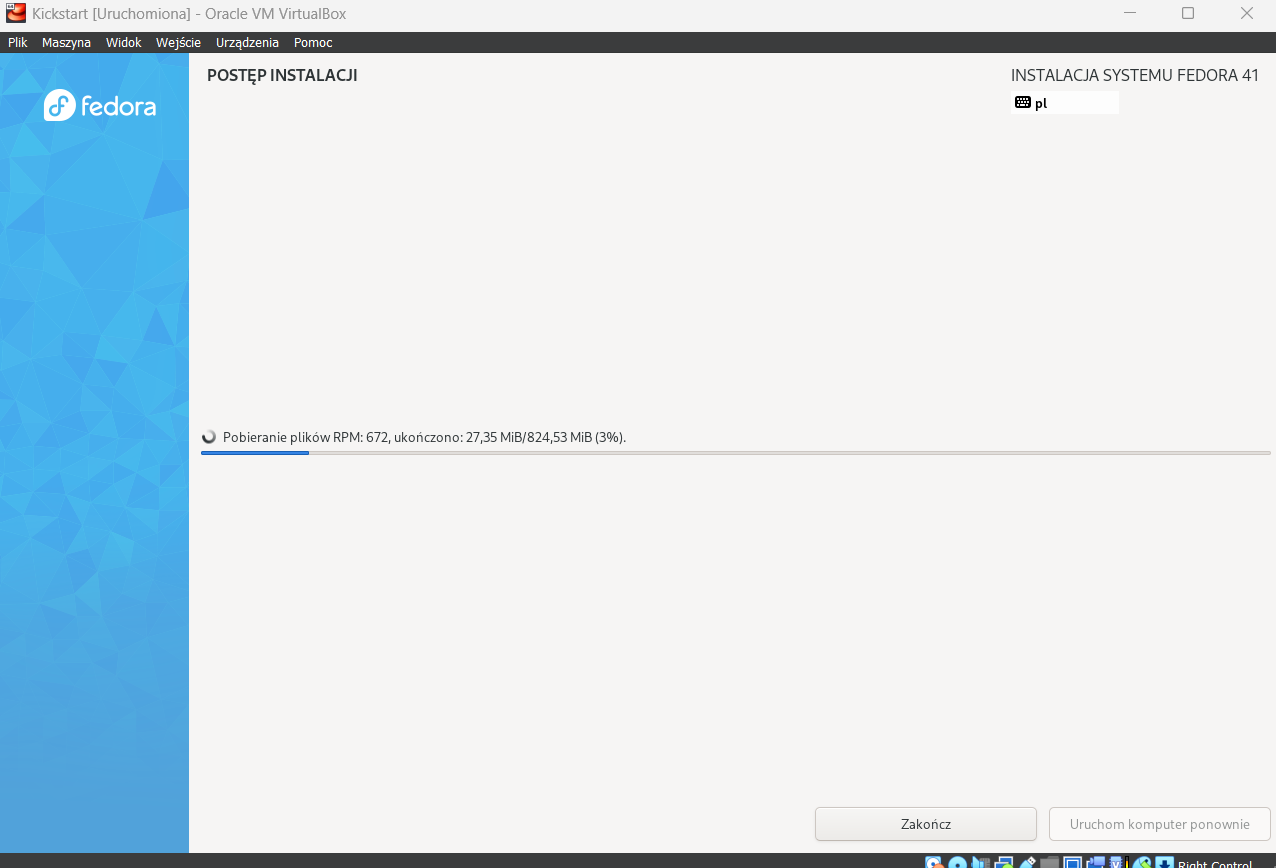 Kickstart [Uruchomiona] - Oracle VM VirtualBox
Plik Maszyna Widok Wejście Urządzenia Pomoc
fedora
POSTĘP INSTALACJI
INSTALACJA SYSTEMU FEDORA 41
pl
Pobieranie plików RPM: 672, ukończono: 27,35 MiB/824,53 MiB (3%).
Zakończ
Uruchom komputer ponownie
Right Control